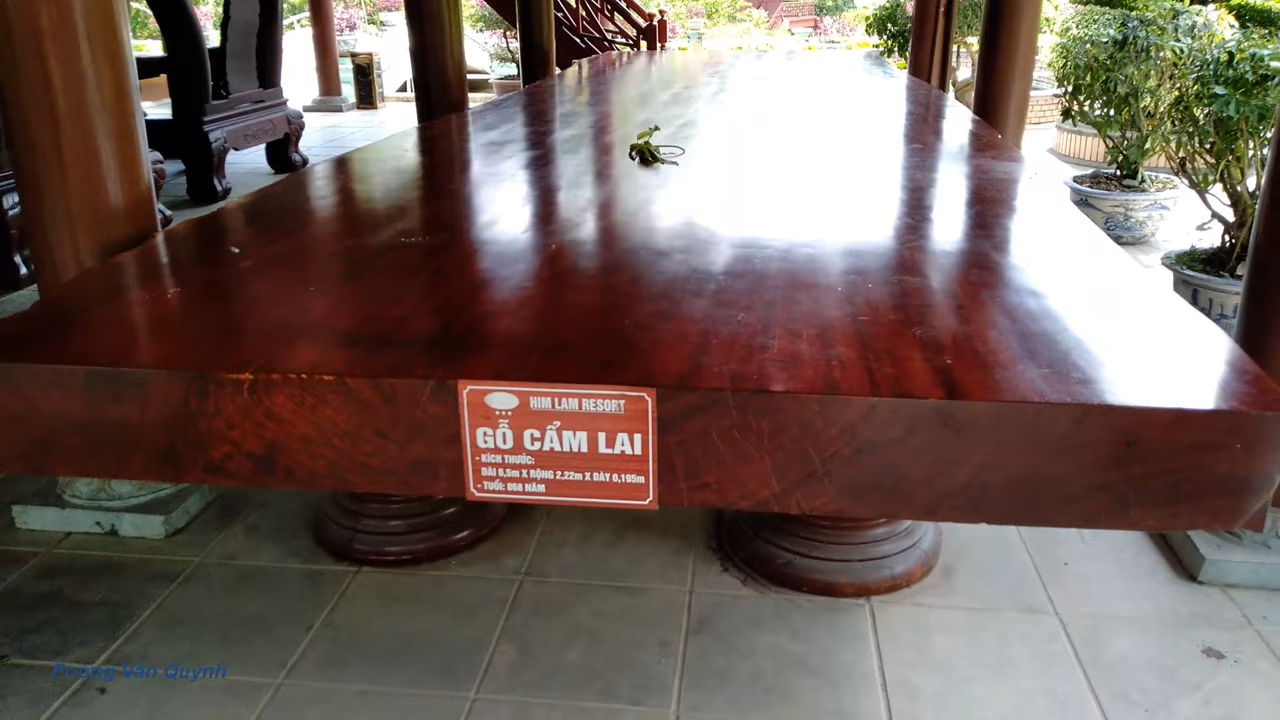 HIM LAM RESORT
GỖ CẨM LAI
- KÍCH THƯỚC:
DÀI 6,5m X RỘNG 2,22m X DÀY 0,195m
- TUỔI: 868 NĂM
Phùng Văn Quỳnh